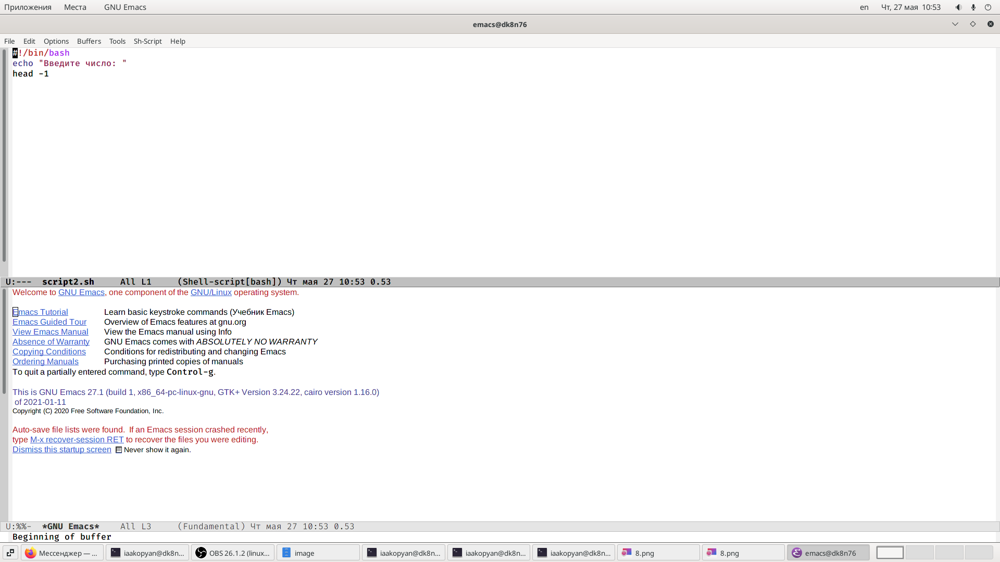 Приложения Места GNU Emacs en Чт, 27 мая 10:53
emacs@dk8n76
File Edit Options Buffers Tools Sh-Script Help
#!/bin/bash
echo "Введите число: "
head -1
U:--- script2.sh All L1 (Shell-script[bash]) Чт мая 27 10:53 0.53
Welcome to GNU Emacs, one component of the GNU/Linux operating system.
Emacs Tutorial Learn basic keystroke commands (Учебник Emacs)
Emacs Guided Tour Overview of Emacs features at gnu.org
View Emacs Manual View the Emacs manual using Info
Absence of Warranty GNU Emacs comes with ABSOLUTELY NO WARRANTY
Copying Conditions Conditions for redistributing and changing Emacs
Ordering Manuals Purchasing printed copies of manuals
To quit a partially entered command, type Control-g.
This is GNU Emacs 27.1 (build 1, x86_64-pc-linux-gnu, GTK+ Version 3.24.22, cairo version 1.16.0)
of 2021-01-11
Copyright (C) 2020 Free Software Foundation, Inc.
Auto-save file lists were found. If an Emacs session crashed recently,
type M-x recover-session RET to recover the files you were editing.
Dismiss this startup screen Never show it again.
U:%%- *GNU Emacs* All L3 (Fundamental) Чт мая 27 10:53 0.53
Beginning of buffer
Мессенджер — ... iaakopyan@dk8n... OBS 26.1.2 (linux... image iaakopyan@dk8n... iaakopyan@dk8n... iaakopyan@dk8n... 8.png 8.png emacs@dk8n76